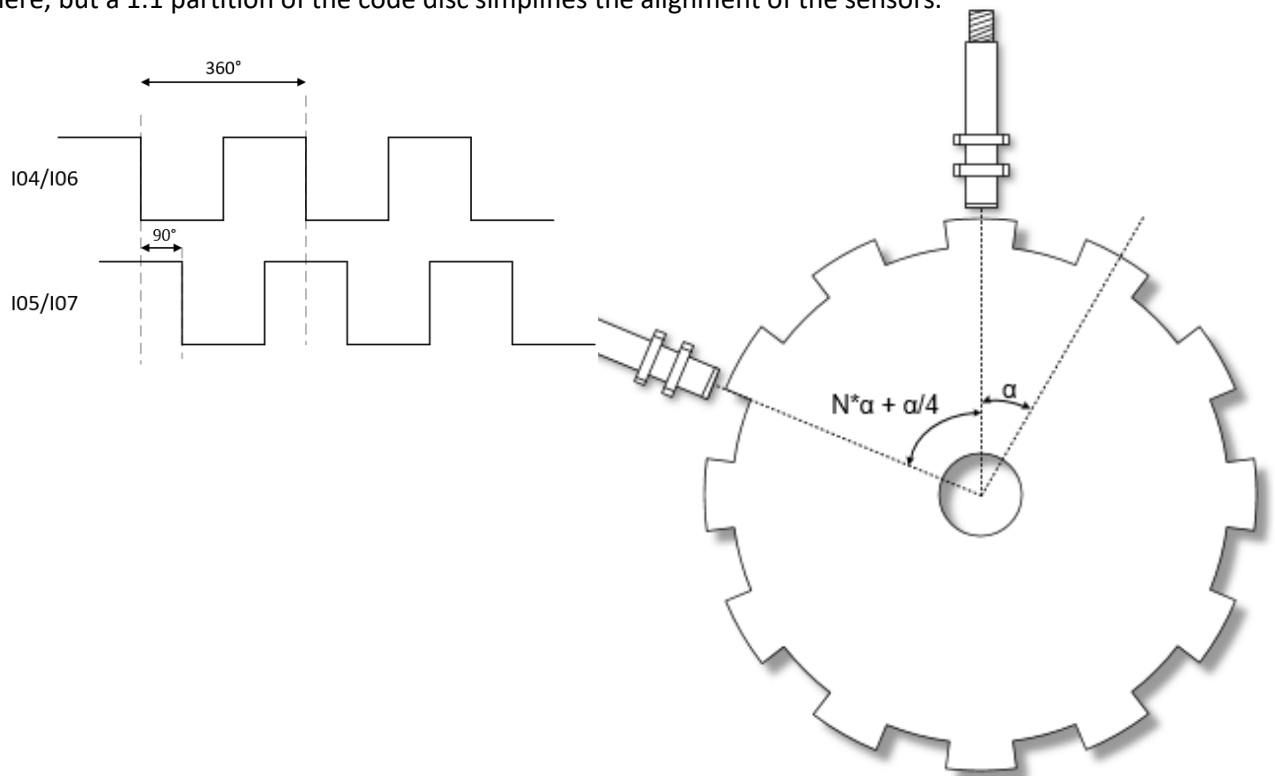 here, but a 1:1 partition of the code disc simplifies the alignment of the sensors.
360°
I04/I06
90°
I05/I07
N*α + α/4
α